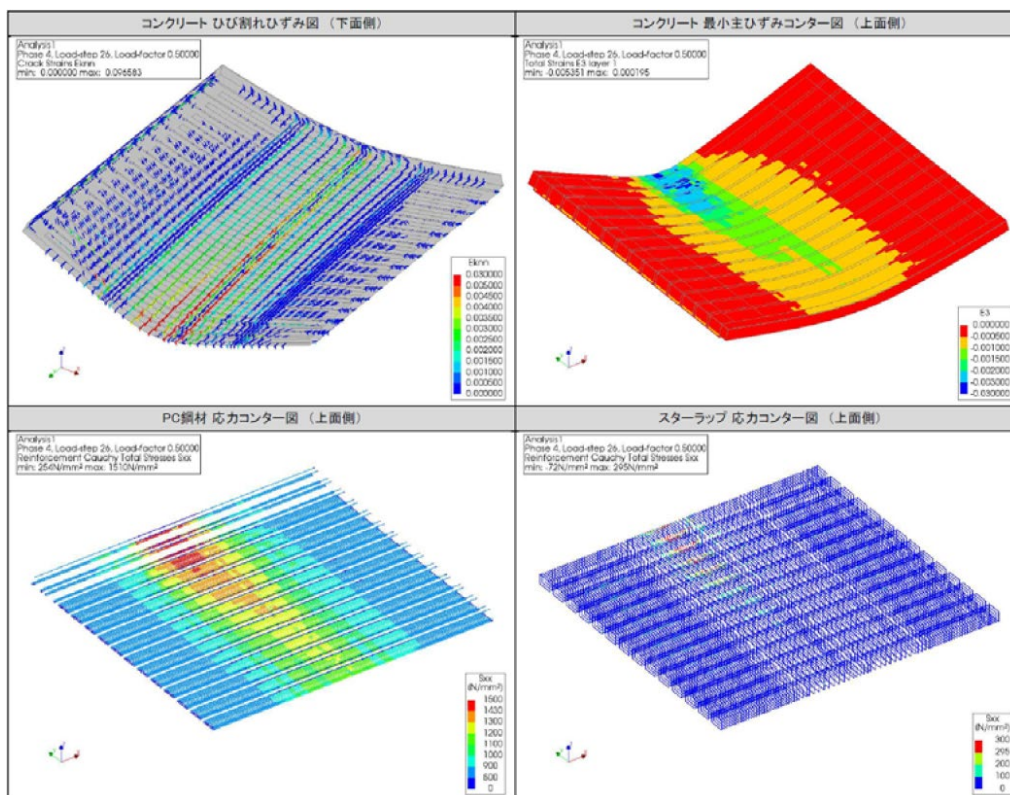 コンクリート ひび割れひずみ図 （下面側）
Analysis1
Phase 4, Load-step 26, Load-factor 0.50000
Crack Strains Eknn
min: 0.000000 max: 0.096583
Eknn
0.030000
0.005000
0.004500
0.004000
0.003500
0.003000
0.002500
0.002000
0.001500
0.001000
0.000500
0.000000
コンクリート 最小主ひずみコンター図 （上面側）
Analysis1
Phase 4, Load-step 26, Load-factor 0.50000
Total Strains E3 layer 1
min: -0.005351 max: 0.000195
E3
0.000000
-0.000500
-0.001000
-0.001500
-0.002000
-0.003000
-0.030000
PC鋼材 応力コンター図 （上面側）
Analysis1
Phase 4, Load-step 26, Load-factor 0.50000
Reinforcement Cauchy Total Stresses Sxx
min: 254N/mm² max: 1510N/mm²
Sxx
(N/mm²)
1500
1430
1300
1200
1100
1000
900
600
0
スターラップ 応力コンター図 （上面側）
Analysis1
Phase 4, Load-step 26, Load-factor 0.50000
Reinforcement Cauchy Total Stresses Sxx
min: -72N/mm² max: 295N/mm²
Sxx
(N/mm²)
300
295
200
100
0